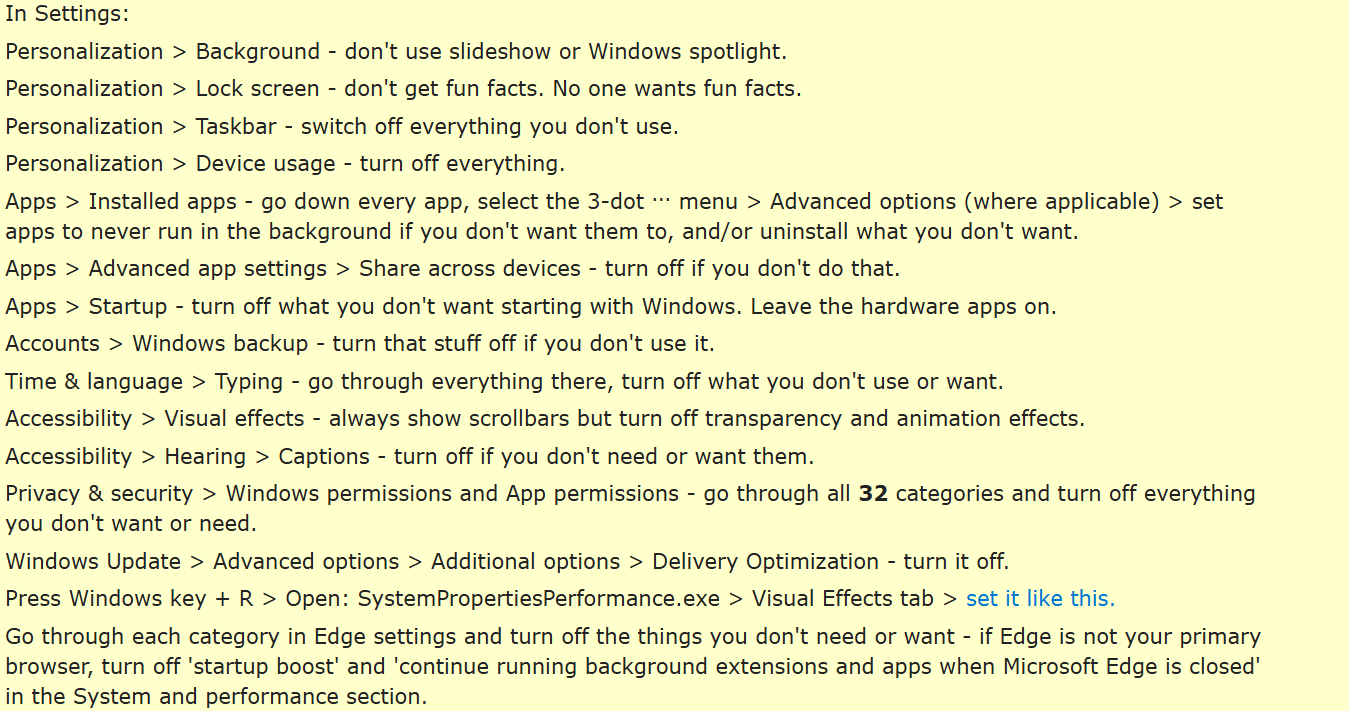 In Settings:
Personalization > Background - don't use slideshow or Windows spotlight.
Personalization > Lock screen - don't get fun facts. No one wants fun facts.
Personalization > Taskbar - switch off everything you don't use.
Personalization > Device usage - turn off everything.
Apps > Installed apps - go down every app, select the 3-dot ··· menu > Advanced options (where applicable) > set
apps to never run in the background if you don't want them to, and/or uninstall what you don't want.
Apps > Advanced app settings > Share across devices - turn off if you don't do that.
Apps > Startup - turn off what you don't want starting with Windows. Leave the hardware apps on.
Accounts > Windows backup - turn that stuff off if you don't use it.
Time & language > Typing - go through everything there, turn off what you don't use or want.
Accessibility > Visual effects - always show scrollbars but turn off transparency and animation effects.
Accessibility > Hearing > Captions - turn off if you don't need or want them.
Privacy & security > Windows permissions and App permissions - go through all 32 categories and turn off everything
you don't want or need.
Windows Update > Advanced options > Additional options > Delivery Optimization - turn it off.
Press Windows key + R > Open: SystemPropertiesPerformance.exe > Visual Effects tab > set it like this.
Go through each category in Edge settings and turn off the things you don't need or want - if Edge is not your primary
browser, turn off 'startup boost' and 'continue running background extensions and apps when Microsoft Edge is closed'
in the System and performance section.